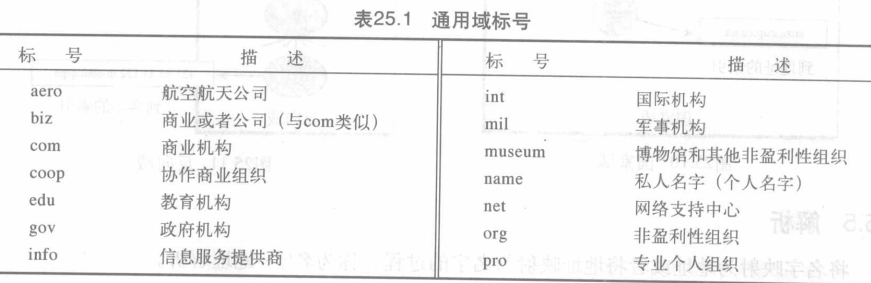 表25.1 通用域标号
标 号 描 述
aero 航空航天公司
biz 商业或者公司（与com类似）
com 商业机构
coop 协作商业组织
edu 教育机构
gov 政府机构
info 信息服务提供商
标 号 描 述
int 国际机构
mil 军事机构
museum 博物馆和其他非盈利性组织
name 私人名字（个人名字）
net 网络支持中心
org 非盈利性组织
pro 专业个人组织